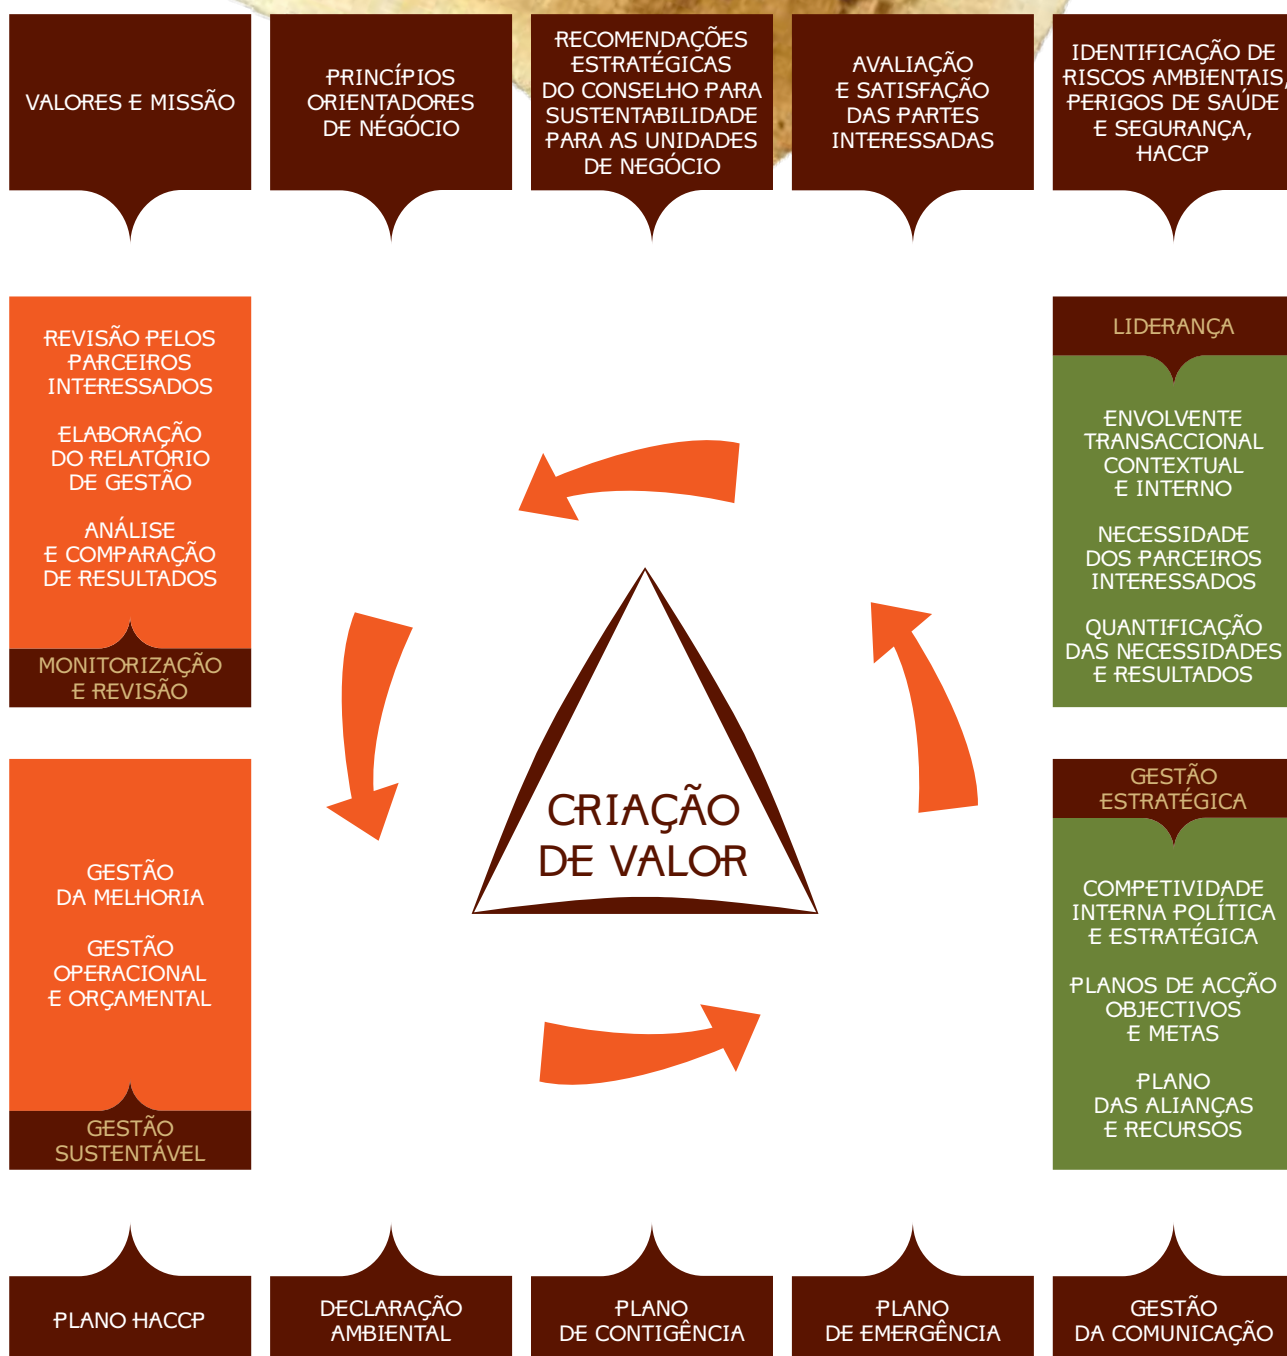 VALORES E MISSÃO
PRINCÍPIOS
ORIENTADORES
DE NÉGÓCIO
RECOMENDAÇÕES
ESTRATÉGICAS
DO CONSELHO PARA
SUSTENTABILIDADE
PARA AS UNIDADES
DE NEGÓCIO
AVALIAÇÃO
E SATISFAÇÃO
DAS PARTES
INTERESSADAS
IDENTIFICAÇÃO DE
RISCOS AMBIENTAIS,
PERIGOS DE SAÚDE
E SEGURANÇA,
HACCP
REVISÃO PELOS
PARCEIROS
INTERESSADOS
ELABORAÇÃO
DO RELATÓRIO
DE GESTÃO
ANÁLISE
E COMPARAÇÃO
DE RESULTADOS
MONITORIZAÇÃO
E REVISÃO
LIDERANÇA
ENVOLVENTE
TRANSACCIONAL
CONTEXTUAL
E INTERNO
NECESSIDADE
DOS PARCEIROS
INTERESSADOS
QUANTIFICAÇÃO
DAS NECESSIDADES
E RESULTADOS
CRIAÇÃO
DE VALOR
GESTÃO
DA MELHORIA
GESTÃO
OPERACIONAL
E ORÇAMENTAL
GESTÃO
SUSTENTÁVEL
GESTÃO
ESTRATÉGICA
COMPETIVIDADE
INTERNA POLÍTICA
E ESTRATÉGICA
PLANOS DE ACÇÃO
OBJECTIVOS
E METAS
PLANO
DAS ALIANÇAS
E RECURSOS
PLANO HACCP
DECLARAÇÃO
AMBIENTAL
PLANO
DE CONTIGÊNCIA
PLANO
DE EMERGÊNCIA
GESTÃO
DA COMUNICAÇÃO